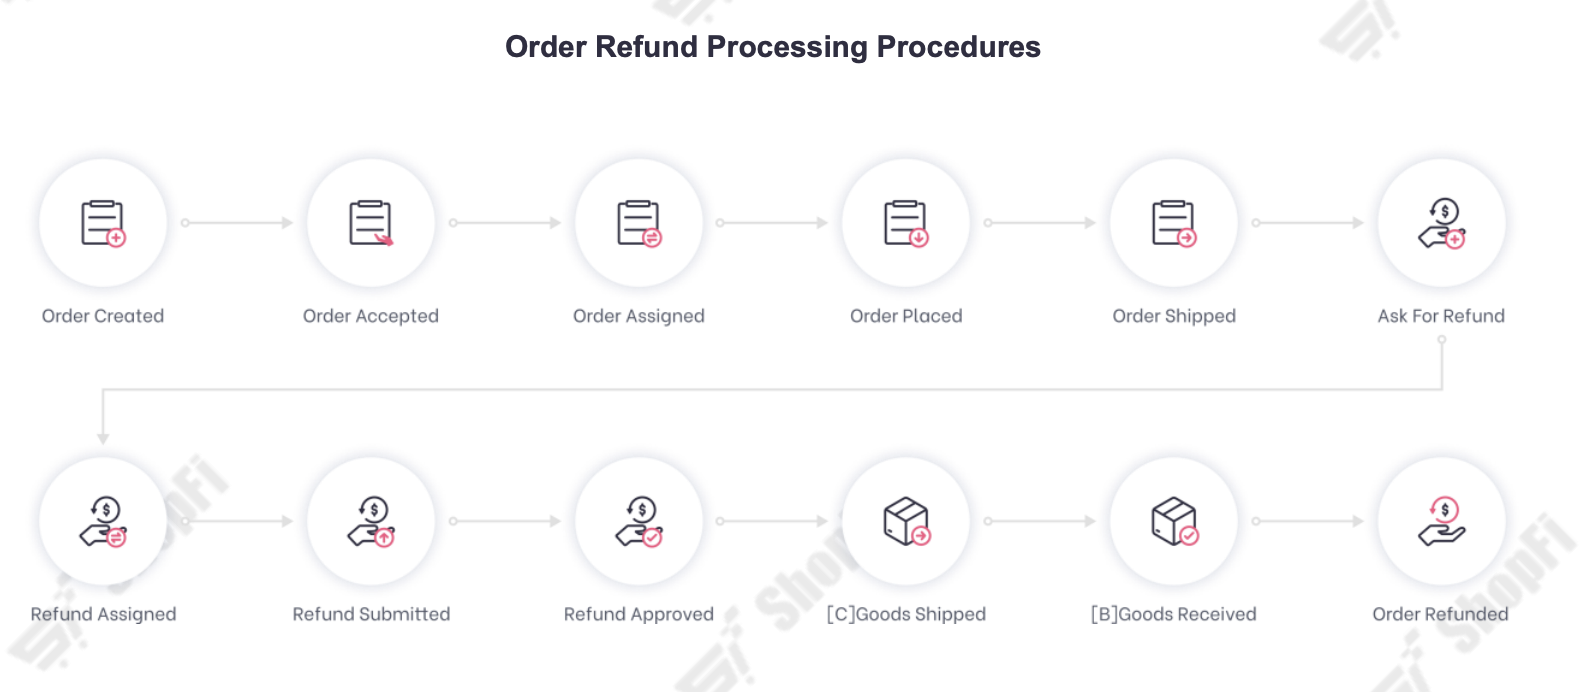 Order Refund Processing Procedures
Order Created
Order Accepted
Order Assigned
Order Placed
Order Shipped
Ask For Refund
Refund Assigned
Refund Submitted
Refund Approved
[C]Goods Shipped
[B]Goods Received
Order Refunded
ShopFi
ShopFi
ShopFi